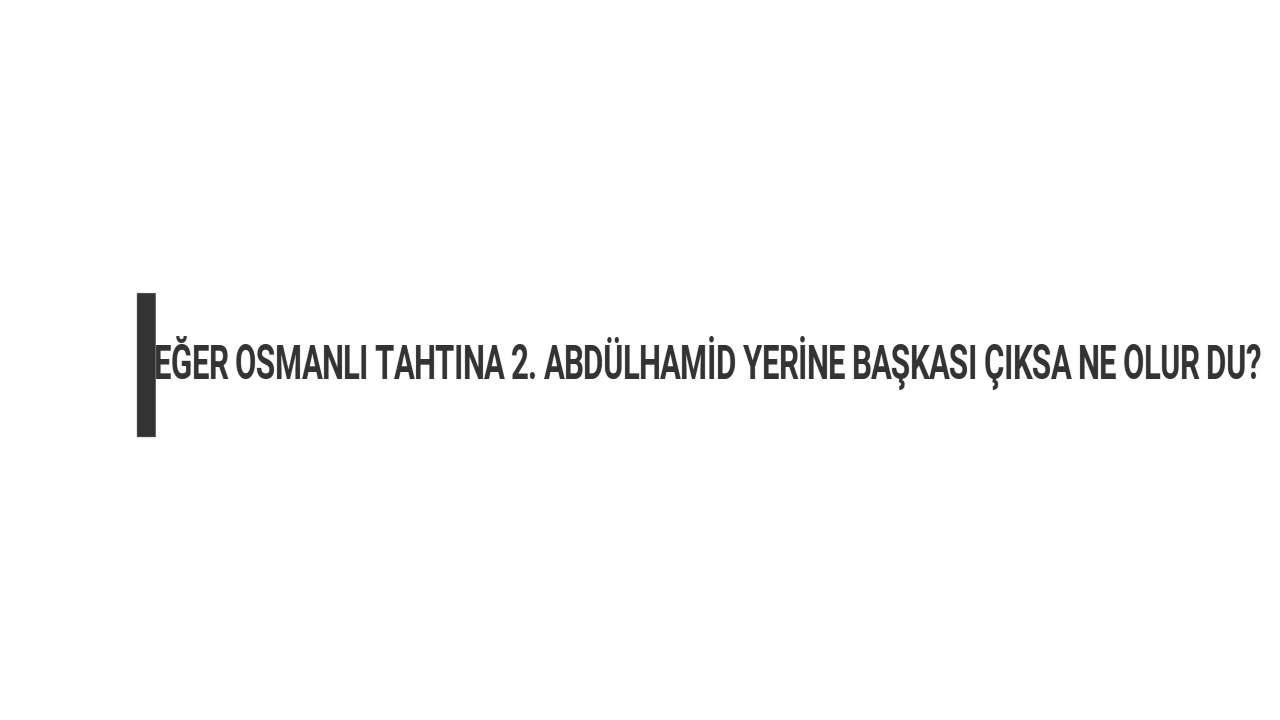 EĞER OSMANLI TAHTINA 2. ABDÜLHAMİD YERİNE BAŞKASI ÇIKSA NE OLUR DU?